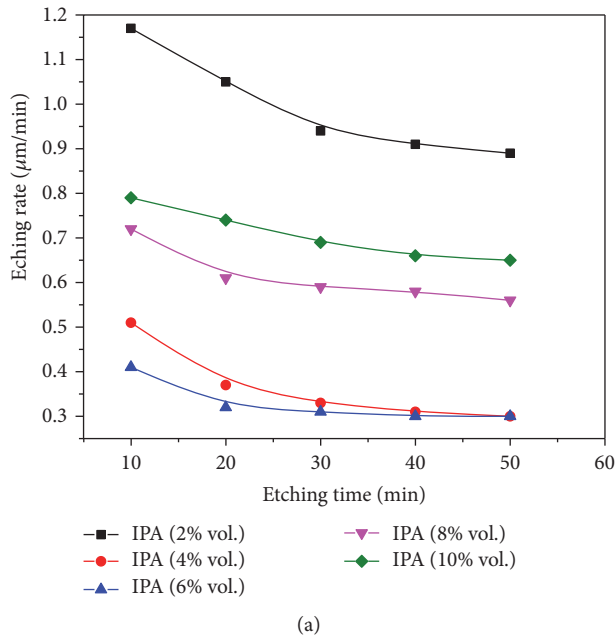 1.2
1.1
1.0
0.9
0.8
0.7
0.6
0.5
0.4
0.3
Eching rate (μm/min)
10 20 30 40 50 60
Etching time (min)
IPA (2% vol.) IPA (8% vol.)
IPA (4% vol.) IPA (10% vol.)
IPA (6% vol.)
(a)